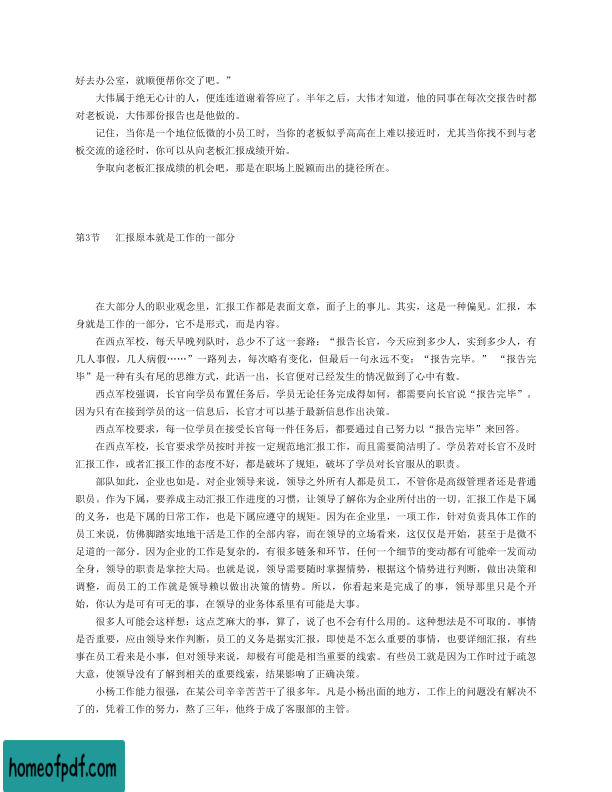 好去办公室，就顺便帮你交了吧。”
大伟属于绝无心计的人，便连连道谢着答应了。半年之后，大伟才知道，他的同事在每次交报告时都
对老板说，大伟那份报告也是他做的。
记住，当你是一个地位低微的小员工时，当你的老板似乎高高在上难以接近时，尤其当你找不到与老
板交流的途径时，你可以从向老板汇报成绩开始。
争取向老板汇报成绩的机会吧，那是在职场上脱颖而出的捷径所在。
第3节 汇报原本就是工作的一部分
在大部分人的职业观念里，汇报工作都是表面文章，面子上的事儿。其实，这是一种偏见。汇报，本
身就是工作的一部分，它不是形式，而是内容。
在西点军校，每天早晚列队时，总少不了这一套路：“报告长官，今天应到多少人，实到多少人，有
几人事假，几人病假……”一路列去，每次略有变化，但最后一句永远不变：“报告完毕。” “报告完
毕”是一种有头有尾的思维方式，此语一出，长官便对已经发生的情况做到了心中有数。
西点军校强调，长官向学员布置任务后，学员无论任务完成得如何，都需要向长官说“报告完毕”。
因为只有在接到学员的这一信息后，长官才可以基于最新信息作出决策。
西点军校要求，每一位学员在接受长官每一件任务后，都要通过自己努力以“报告完毕”来回答。
在西点军校，长官要求学员按时并按一定规范地汇报工作，而且需要简洁明了。学员若对长官不及时
汇报工作，或者汇报工作的态度不好，都是破坏了规矩，破坏了学员对长官服从的职责。
部队如此，企业也如是。对企业领导来说，领导之外所有人都是员工，不管你是高级管理者还是普通
职员。作为下属，要养成主动汇报工作进度的习惯，让领导了解你为企业所付出的一切。汇报工作是下属
的义务，也是下属的日常工作，也是下属应遵守的规矩。因为在企业里，一项工作，针对负责具体工作的
员工来说，仿佛脚踏实地地干活是工作的全部内容，而在领导的立场看来，这仅仅是开始，甚至于是微不
足道的一部分。因为企业的工作是复杂的，有很多链条和环节，任何一个细节的变动都有可能牵一发而动
全身，领导的职责是掌控大局。也就是说，领导需要随时掌握情势，根据这个情势进行判断，做出决策和
调整，而员工的工作就是领导赖以做出决策的情势。所以，你看起来是完成了的事，领导那里只是个开
始，你认为是可有可无的事，在领导的业务体系里有可能是大事。
很多人可能会这样想：这点芝麻大的事，算了，说了也不会有什么用的。这种想法是不可取的。事情
是否重要，应由领导来作判断，员工的义务是据实汇报，即使是不怎么重要的事情，也要详细汇报，有些
事在员工看来是小事，但对领导来说，却极有可能是相当重要的线索。有些员工就是因为工作时过于疏忽
大意，使领导没有了解到相关的重要线索，结果影响了正确决策。
小杨工作能力很强，在某公司辛辛苦苦干了很多年。凡是小杨出面的地方，工作上的问题没有解决不
了的，凭着工作的努力，熬了三年，他终于成了客服部的主管。
homeofpdf.com